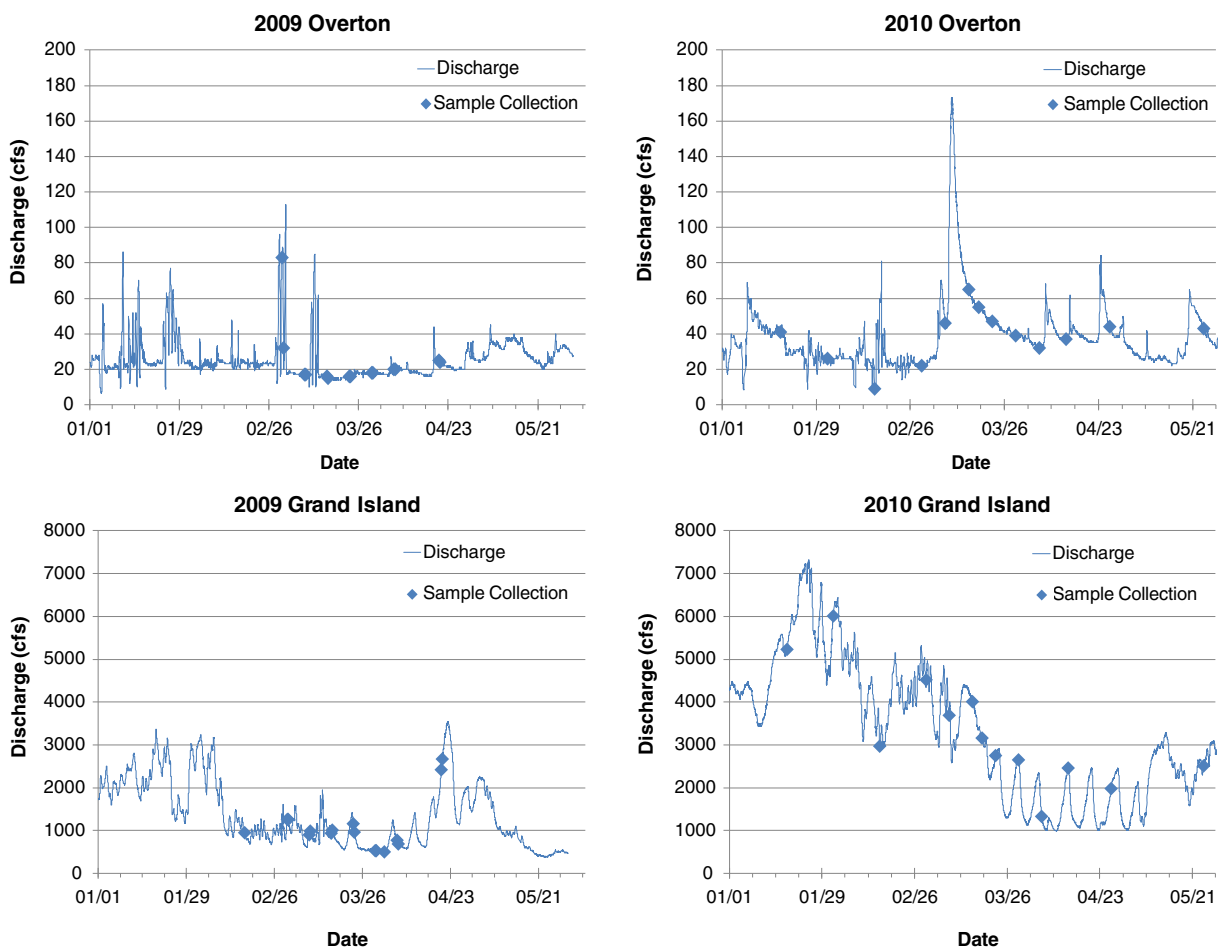 2009 Overton
200
180
160
140
120
100
80
60
40
20
0
Discharge (cfs)
Discharge
Sample Collection
01/01 01/29 02/26 03/26 04/23 05/21
Date
2010 Overton
200
180
160
140
120
100
80
60
40
20
0
Discharge (cfs)
Discharge
Sample Collection
01/01 01/29 02/26 03/26 04/23 05/21
Date
2009 Grand Island
8000
7000
6000
5000
4000
3000
2000
1000
0
Discharge (cfs)
Discharge
Sample Collection
01/01 01/29 02/26 03/26 04/23 05/21
Date
2010 Grand Island
8000
7000
6000
5000
4000
3000
2000
1000
0
Discharge (cfs)
Discharge
Sample Collection
01/01 01/29 02/26 03/26 04/23 05/21
Date